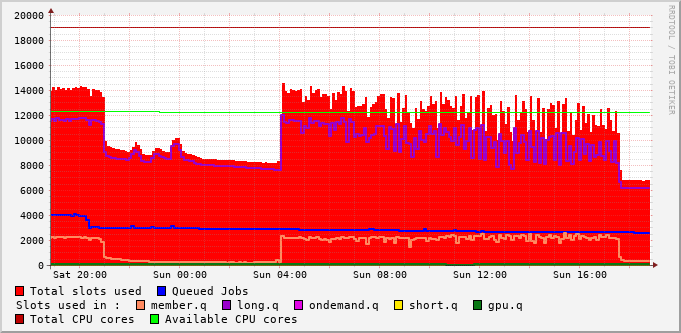 20000
18000
16000
14000
12000
10000
8000
6000
4000
2000
0
Sat 20:00 Sun 00:00 Sun 04:00 Sun 08:00 Sun 12:00 Sun 16:00
Total slots used Queued Jobs
Slots used in : member.q long.q ondemand.q short.q gpu.q
Total CPU cores Available CPU cores
RRDTOOL / TOBI OETIKER